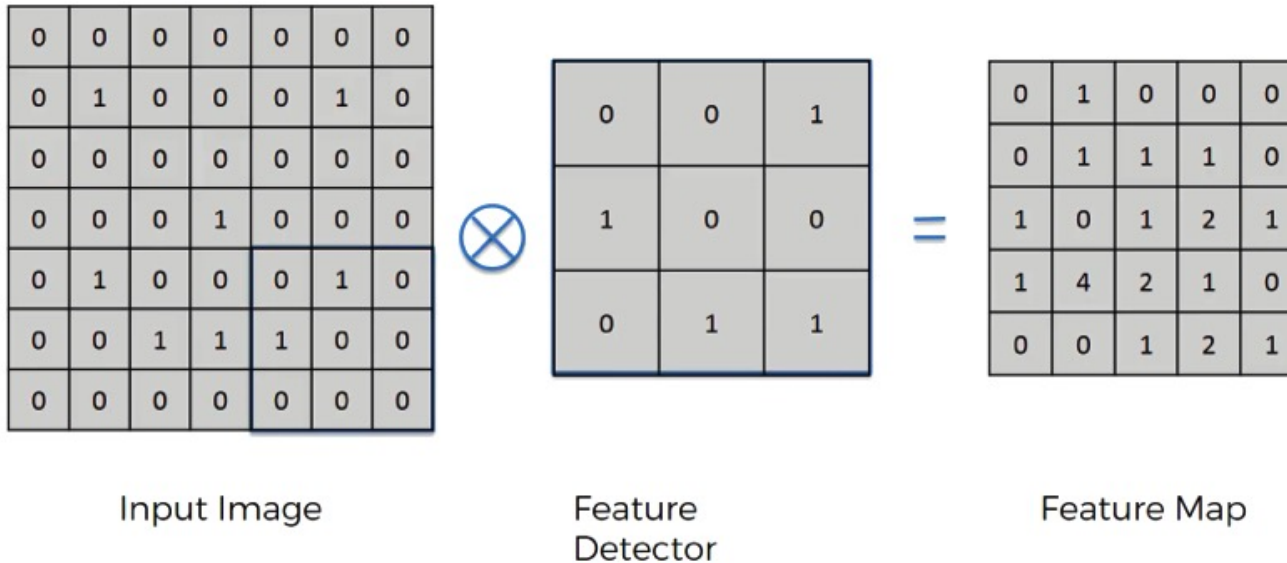 0 0 0 0 0 0 0
0 1 0 0 0 1 0
0 0 0 0 0 0 0
0 0 0 1 0 0 0
0 1 0 0 0 1 0
0 0 1 1 1 0 0
0 0 0 0 0 0 0
Input Image
0 0 1
1 0 0
0 1 1
Feature
Detector
=
0 1 0 0 0
0 1 1 1 0
1 0 1 2 1
1 4 2 1 0
0 0 1 2 1
Feature Map